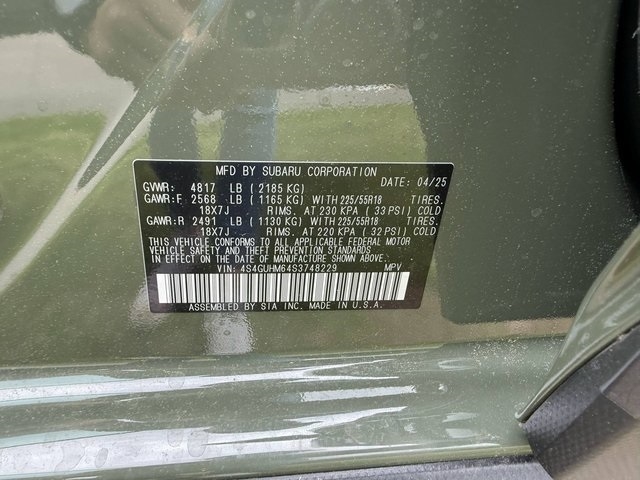 MFD BY SUBARU CORPORATION
DATE: 04/25
GVWR: 4817 LB ( 2185 KG)
GAWR:F 2568 LB ( 1165 KG) WITH 225/55R18 TIRES.
18X7J RIMS. AT 230 KPA ( 33 PSI) COLD
GAWR:R 2491 LB ( 1130 KG) WITH 225/55R18 TIRES.
18X7J RIMS. AT 220 KPA ( 32 PSI) COLD
THIS VEHICLE CONFORMS TO ALL APPLICABLE FEDERAL MOTOR
VEHICLE SAFETY AND THEFT PREVENTION STANDARDS
IN EFFECT ON THE DATE OF MANUFACTURE SHOWN ABOVE.
VIN: 4S4GUHM64S3748229 MPV
ASSEMBLED BY SIA INC. MADE IN U.S.A.